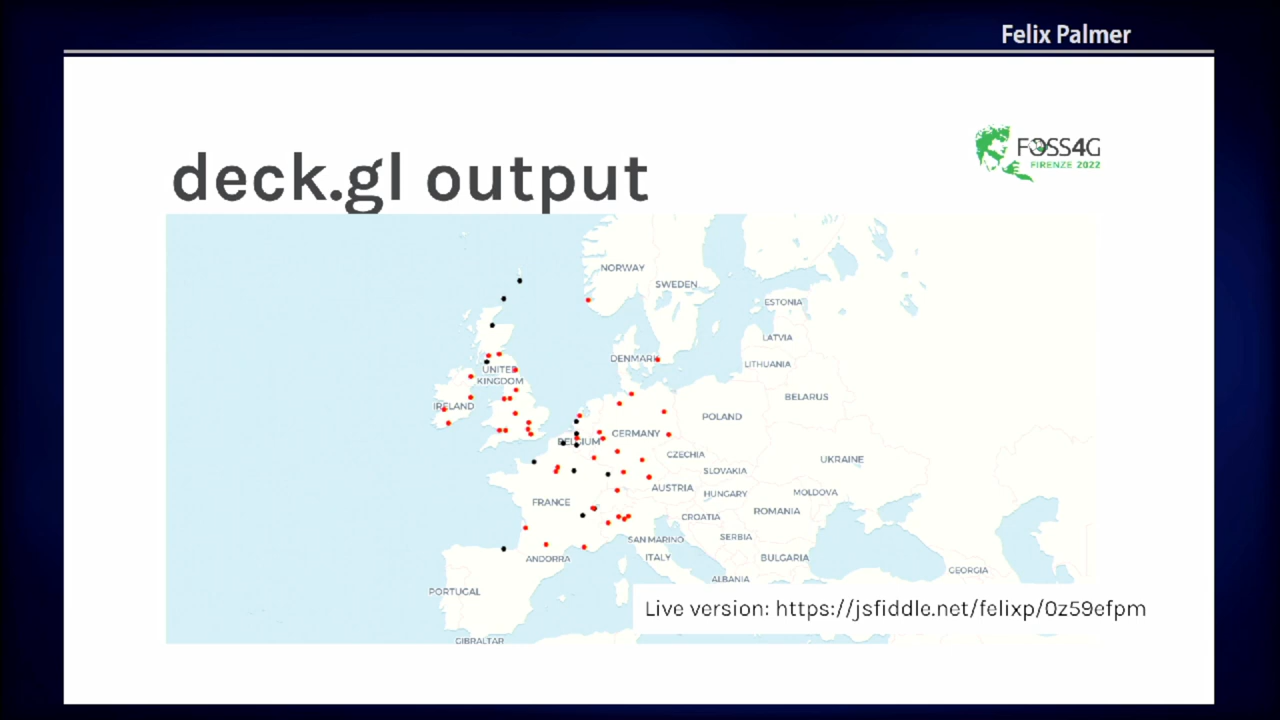 Felix Palmer
FOSS4G
FIRENZE 2022
deck.gl output
NORWAY
SWEDEN
ESTONIA
LATVIA
DENMARK
LITHUANIA
UNITED
KINGDOM
BELARUS
IRELAND
POLAND
GERMANY
BELGIUM
CZECHIA
UKRAINE
SLOVAKIA
AUSTRIA
HUNGARY
MOLDOVA
FRANCE
ROMANIA
CROATIA
SAN MARINO
SERBIA
ANDORRA
ITALY
BULGARIA
GEORGIA
ALBANIA
PORTUGAL
Live version: https://jsfiddle.net/felixp/0z59efpm
GIBRALTAR